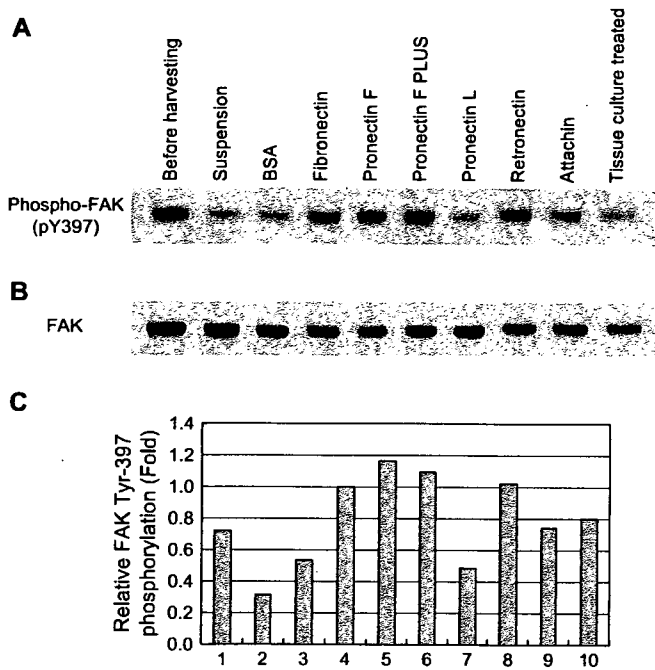 A
Before harvesting
Suspension
BSA
Fibronectin
Pronectin F
Pronectin F PLUS
Pronectin L
Retronectin
Attachin
Tissue culture treated
Phospho-FAK
(pY397)
B
FAK
C
Relative FAK Tyr-397
phosphorylation (Fold)
1.4
1.2
1.0
0.8
0.6
0.4
0.2
0.0
1 2 3 4 5 6 7 8 9 10